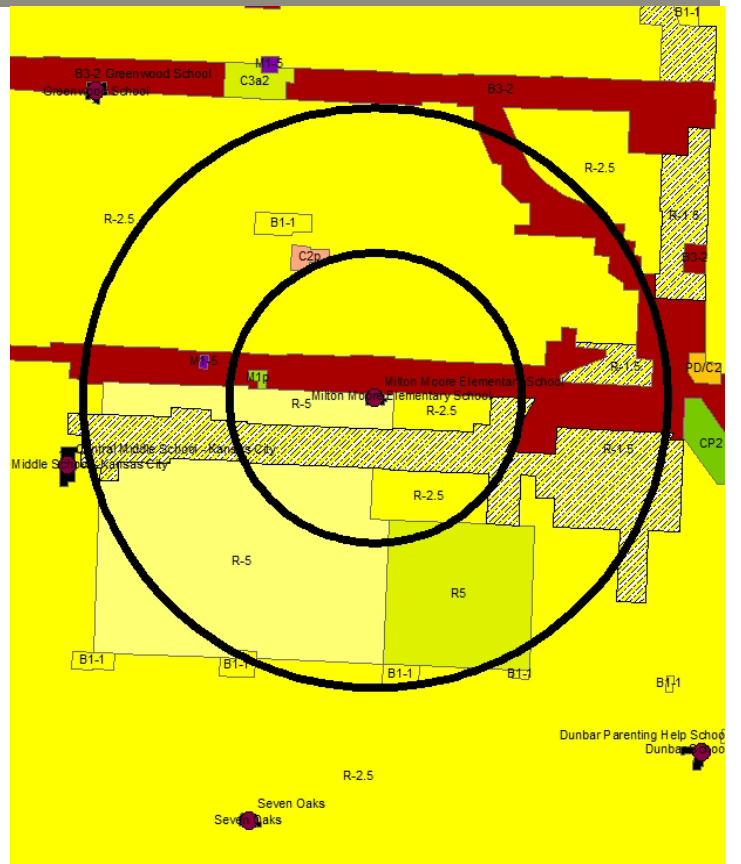 B1-1
M1-5
B3-2 Greenwood School
C3a2
B3-2
Greenwood School
R-2.5
R-1.5
R-2.5
B1-1
C2p
B3-2
M1-5
R-1.5
PD/C2
M1p
Milton Moore Elementary School
Milton Moore Elementary School
R-5
R-2.5
CP2
Central Middle School - Kansas City
R-1.5
Middle School - Kansas City
R-2.5
R-5
R5
B1-1
B1-1
B1-1
B1-1
B1-1
Dunbar Parenting Help School
Dunbar School
R-2.5
Seven Oaks
Seven Oaks